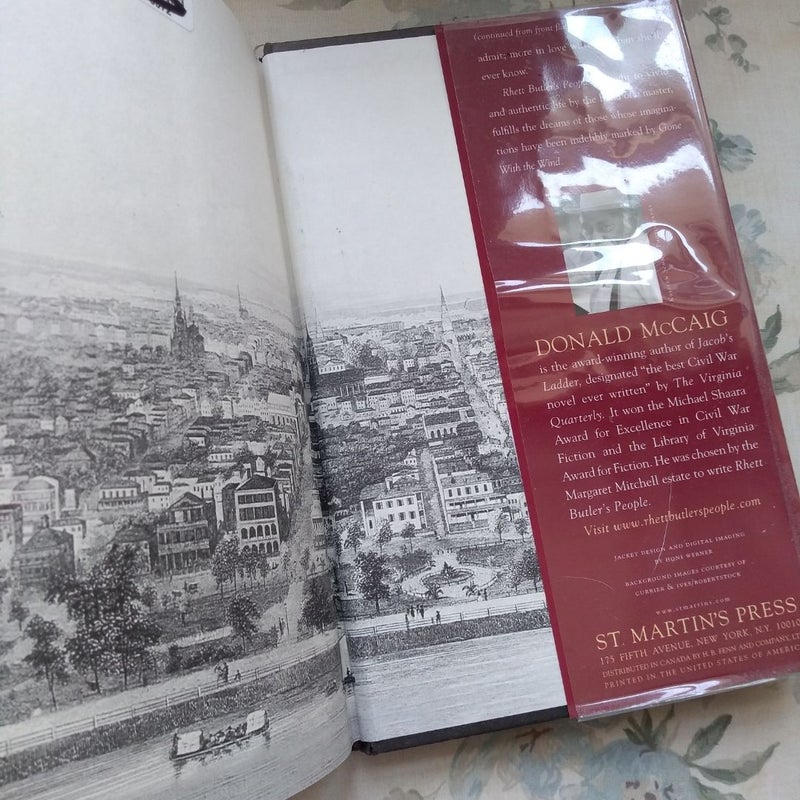 (continued from front fl
adrait; more in love
ever know."
Rhett Butler's People
and authentic life by the master,
fulfills the dreams of those whose imagina-
tions have been indelibly marked by Gone
With the Wind.
DONALD McCAIG
is the award-winning author of Jacob's
Ladder, designated "the best Civil War
novel ever written" by The Virginia
Quarterly. It won the Michael Shaara
Award for Excellence in Civil War
Fiction and the Library of Virginia
Award for Fiction. He was chosen by the
Margaret Mitchell estate to write Rhett
Butler's People.
Visit www.rhettbutlerspeople.com
JACKET DESIGN AND DIGITAL IMAGING
BY HONI WERNER
BACKGROUND IMAGES COURTESY OF
CURRIER & IVES/ROBERTSTOCK
www.stmartins.com
ST. MARTIN'S PRESS
175 FIFTH AVENUE, NEW YORK, N.Y. 10010
DISTRIBUTED IN CANADA BY H. B. FENN AND COMPANY, LT
PRINTED IN THE UNITED STATES OF AMERIC